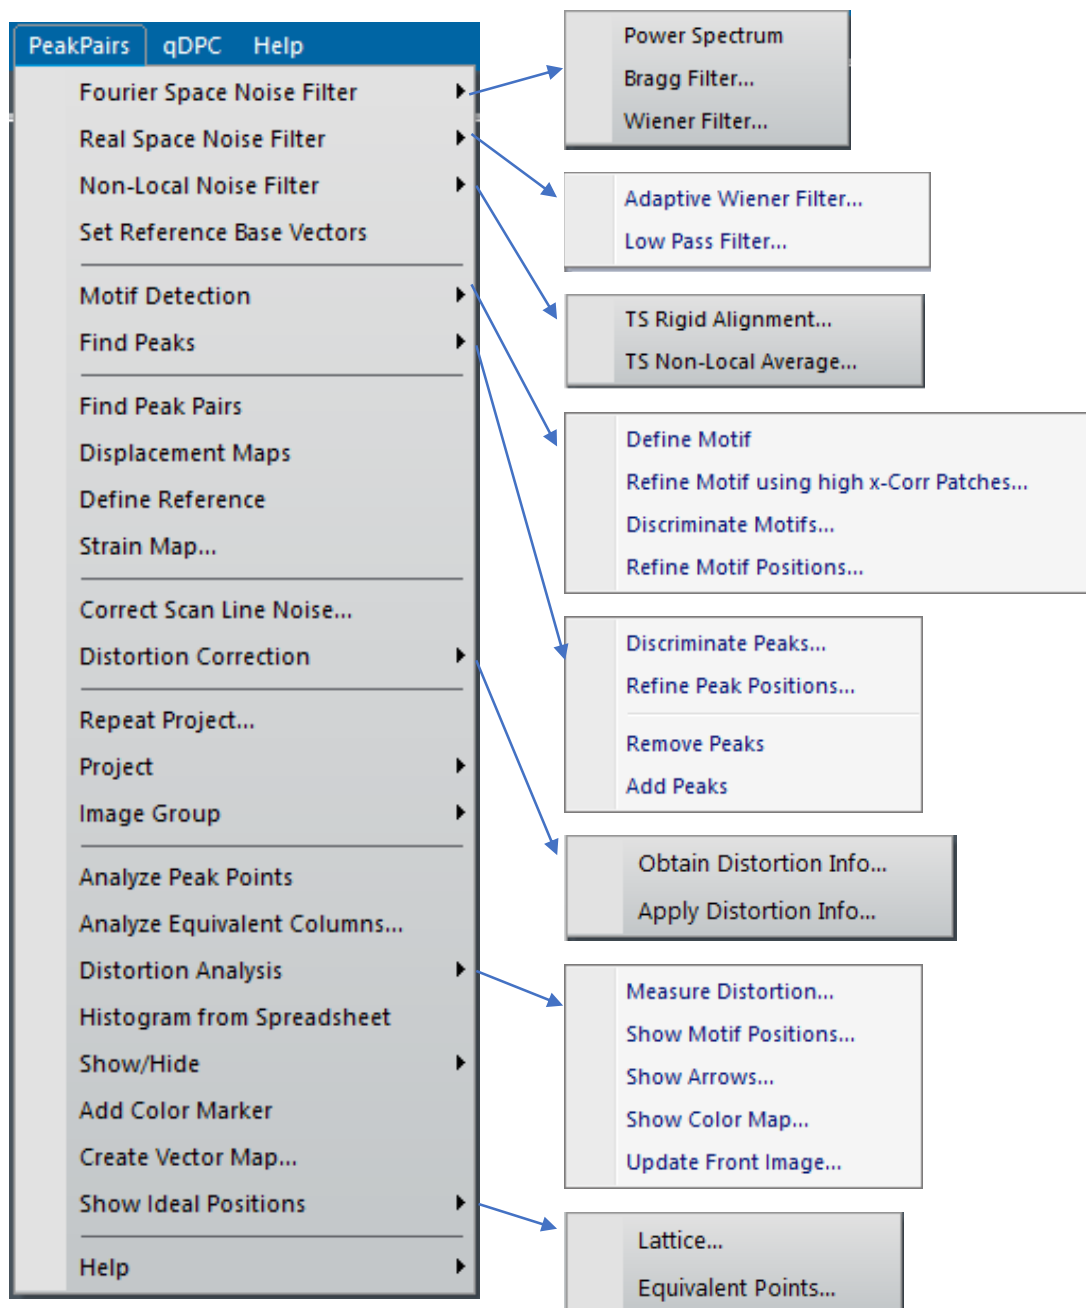 PeakPairs qDPC Help
Fourier Space Noise Filter
Real Space Noise Filter
Non-Local Noise Filter
Set Reference Base Vectors
Motif Detection
Find Peaks
Find Peak Pairs
Displacement Maps
Define Reference
Strain Map...
Correct Scan Line Noise...
Distortion Correction
Repeat Project...
Project
Image Group
Analyze Peak Points
Analyze Equivalent Columns...
Distortion Analysis
Histogram from Spreadsheet
Show/Hide
Add Color Marker
Create Vector Map...
Show Ideal Positions
Help
Power Spectrum
Bragg Filter...
Wiener Filter...
Adaptive Wiener Filter...
Low Pass Filter...
TS Rigid Alignment...
TS Non-Local Average...
Define Motif
Refine Motif using high x-Corr Patches...
Discriminate Motifs...
Refine Motif Positions...
Discriminate Peaks...
Refine Peak Positions...
Remove Peaks
Add Peaks
Obtain Distortion Info...
Apply Distortion Info...
Measure Distortion...
Show Motif Positions...
Show Arrows...
Show Color Map...
Update Front Image...
Lattice...
Equivalent Points...